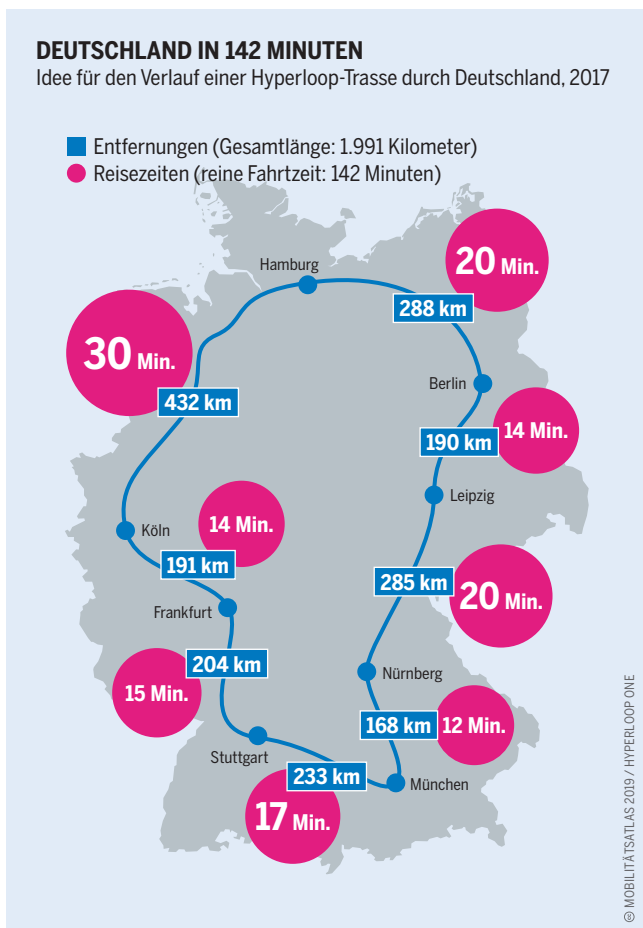 DEUTSCHLAND IN 142 MINUTEN
Idee für den Verlauf einer Hyperloop-Trasse durch Deutschland, 2017
Entfernungen (Gesamtlänge: 1.991 Kilometer)
Reisezeiten (reine Fahrtzeit: 142 Minuten)
Hamburg
20 Min.
288 km
30 Min.
432 km
Berlin
190 km
14 Min.
Leipzig
Köln
14 Min.
191 km
285 km
20 Min.
Frankfurt
204 km
15 Min.
Nürnberg
168 km
12 Min.
Stuttgart
233 km
München
17 Min.
MOBILITÄTSATLAS 2019 / HYPERLOOP ONE